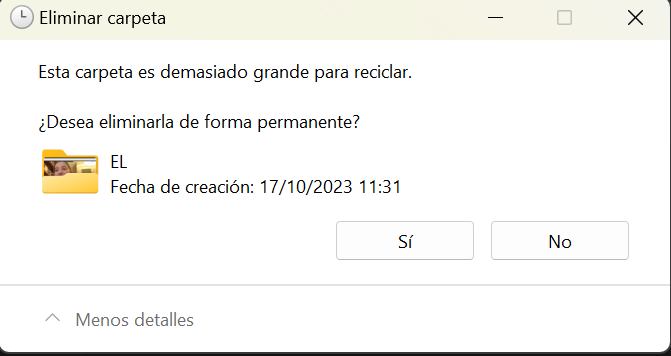 Eliminar carpeta
Esta carpeta es demasiado grande para reciclar.
¿Desea eliminarla de forma permanente?
EL
Fecha de creación: 17/10/2023 11:31
Sí
No
Menos detalles